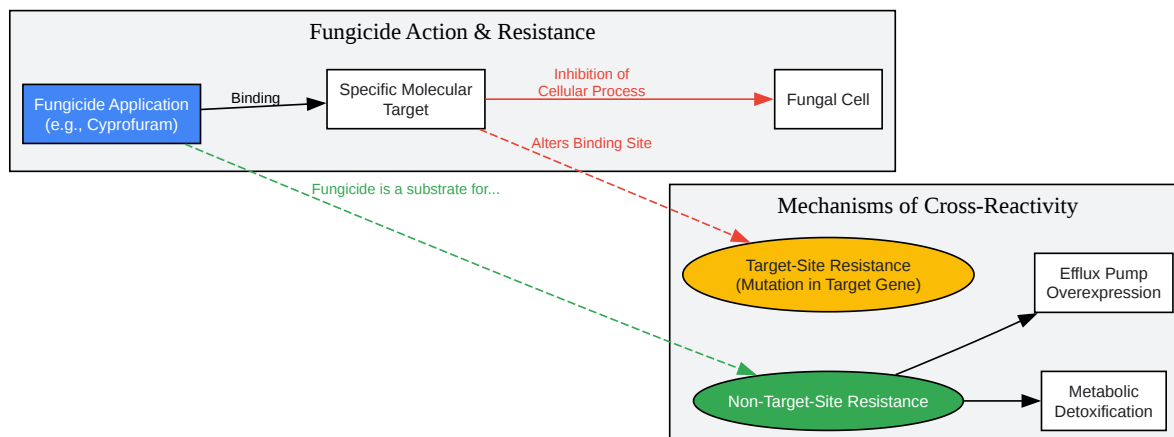 Fungicide Action & Resistance
Fungicide Application
(e.g., Cyprofuram)
Binding
Specific Molecular
Target
Inhibition of
Cellular Process
Fungal Cell
Alters Binding Site
Fungicide is a substrate for...
Mechanisms of Cross-Reactivity
Target-Site Resistance
(Mutation in Target Gene)
Efflux Pump
Overexpression
Non-Target-Site Resistance
Metabolic
Detoxification